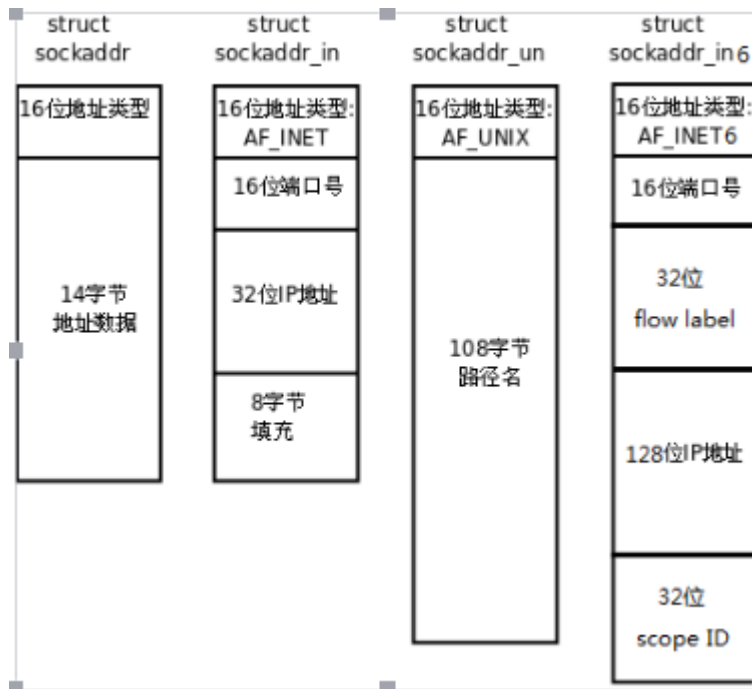 struct
sockaddr
16位地址类型
14字节
地址数据
struct
sockaddr_in
16位地址类型:
AF_INET
16位端口号
32位IP地址
8字节
填充
struct
sockaddr_un
16位地址类型:
AF_UNIX
108字节
路径名
struct
sockaddr_in6
16位地址类型:
AF_INET6
16位端口号
32位
flow label
128位IP地址
32位
scope ID